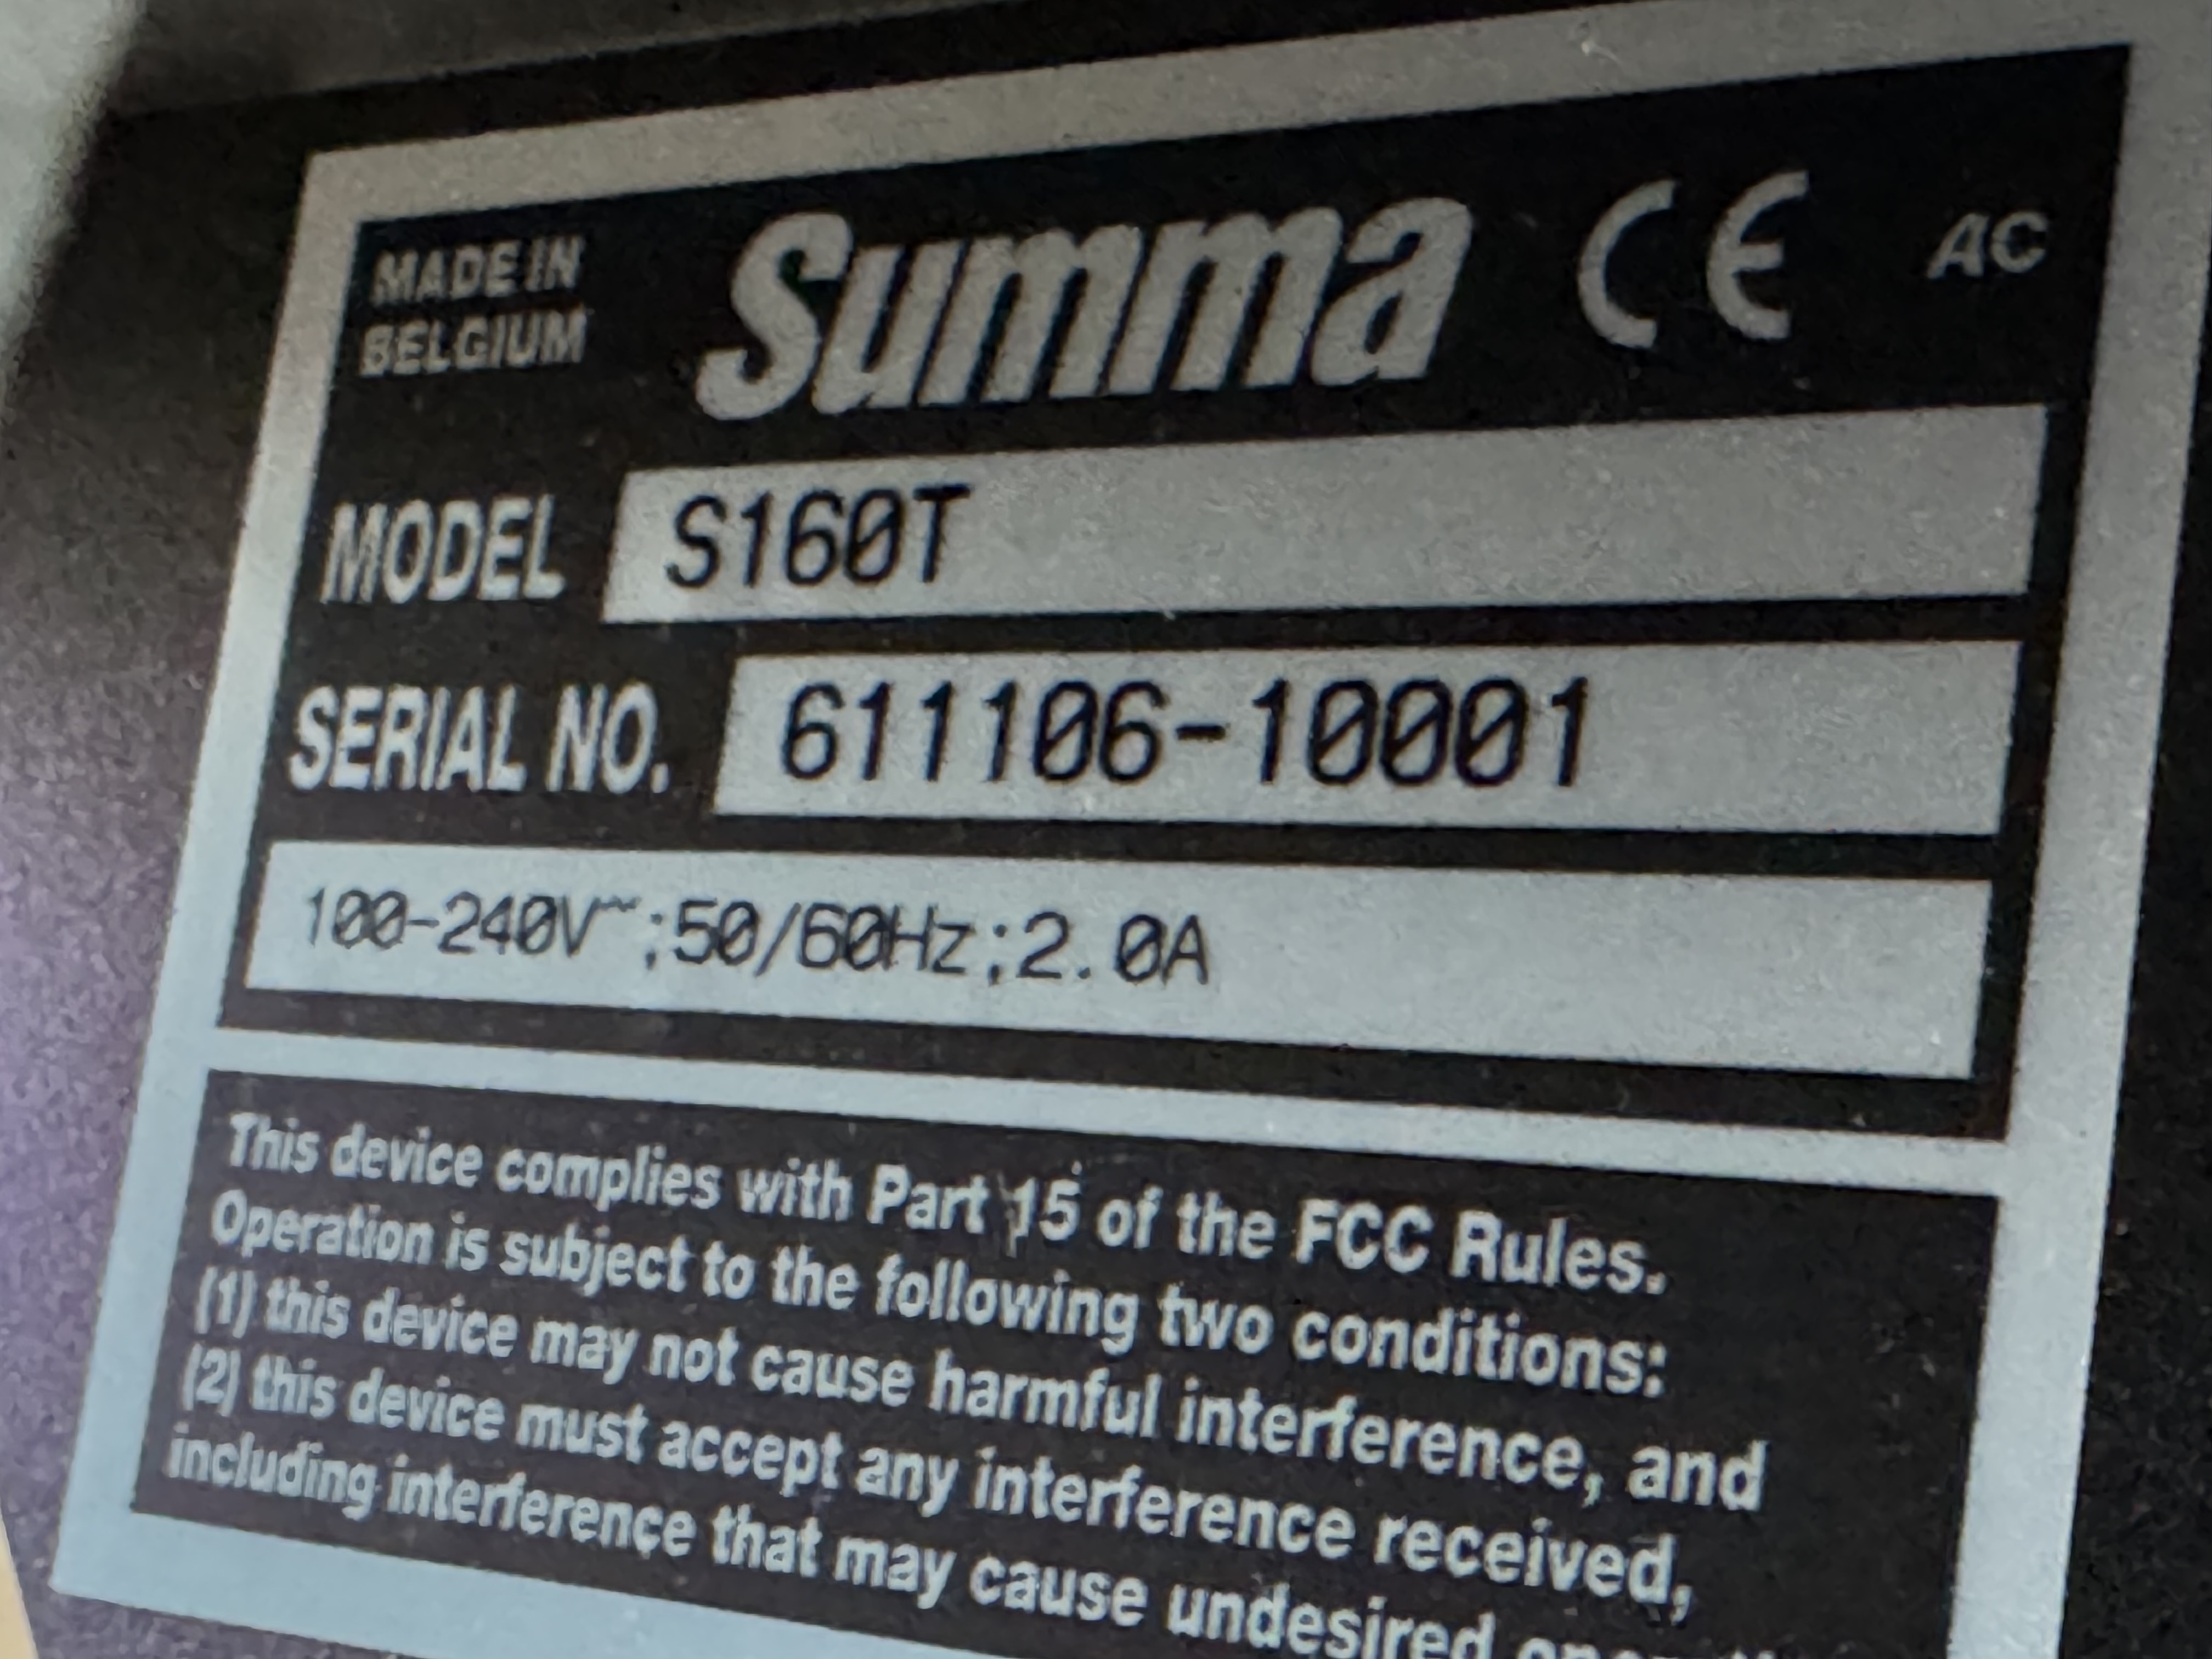 MADE IN
BELGIUM
Summa CE AC
MODEL S160T
SERIAL NO. 611106-10001
100-240V~;50/60Hz;2.0A
This device complies with Part 15 of the FCC Rules.
Operation is subject to the following two conditions:
(1) this device may not cause harmful interference, and
(2) this device must accept any interference received,
including interference that may cause undesired